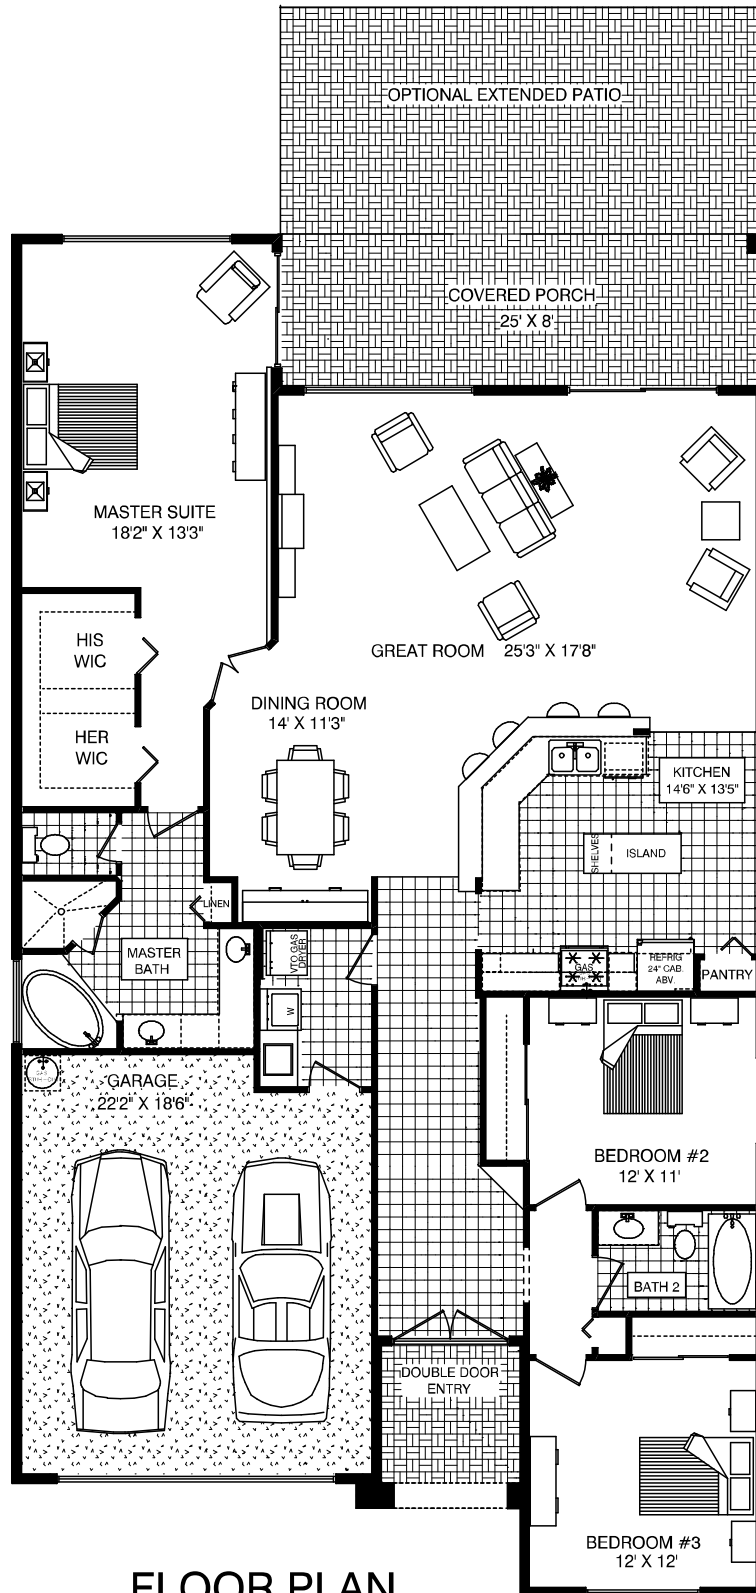 OPTIONAL EXTENDED PATIO
COVERED PORCH
25' X 8'
MASTER SUITE
18'2" X 13'3"
HIS
WIC
HER
WIC
GREAT ROOM 25'3" X 17'8"
DINING ROOM
14' X 11'3"
KITCHEN
14'6" X 13'5"
SHELVES
ISLAND
LINEN
MASTER
BATH
VTO GAS
DRYER
W
GAS
REFRIG
24" CAB.
ABV.
PANTRY
GARAGE
22'2" X 18'6"
BEDROOM #2
12' X 11'
BATH 2
DOUBLE DOOR
ENTRY
BEDROOM #3
12' X 12'
FLOOR PLAN